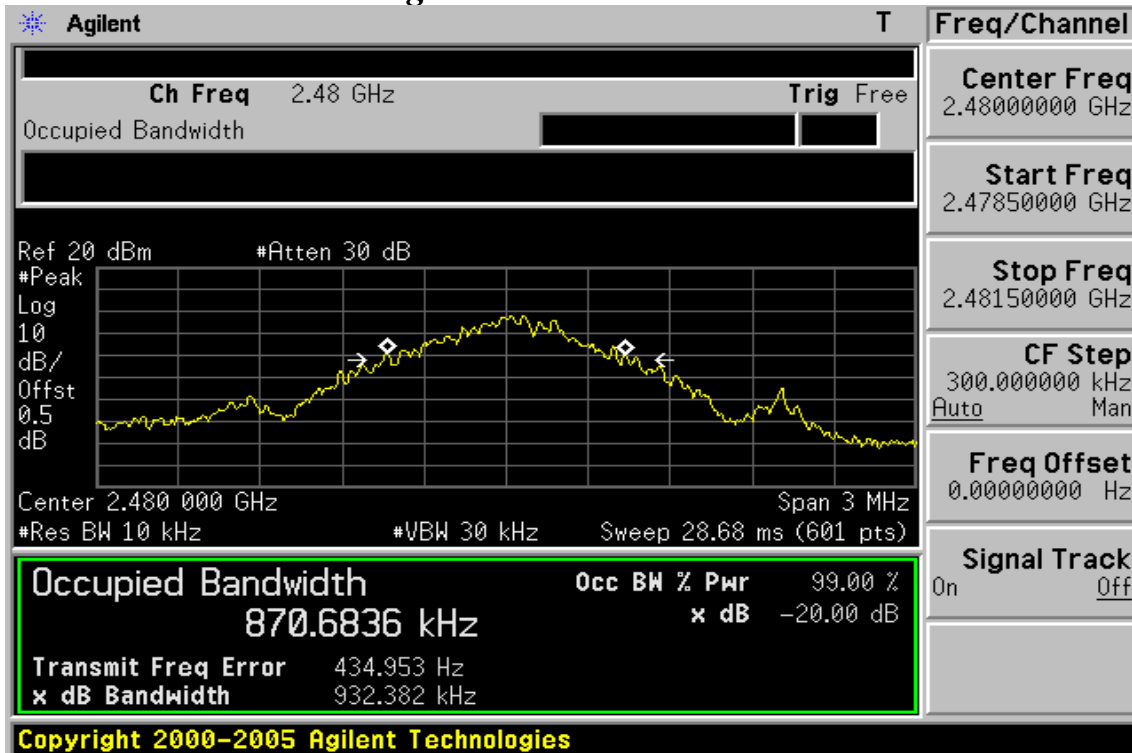 Agilent
T
Freq/Channel
Ch Freq 2.48 GHz
Trig Free
Occupied Bandwidth
Center Freq
2.48000000 GHz
Start Freq
2.47850000 GHz
Stop Freq
2.48150000 GHz
CF Step
300.000000 kHz
Auto Man
Freq Offset
0.00000000 Hz
Signal Track
On Off
Ref 20 dBm #Atten 30 dB
#Peak
Log
10
dB/
Offst
0.5
dB
Center 2.480 000 GHz Span 3 MHz
#Res BW 10 kHz #VBW 30 kHz Sweep 28.68 ms (601 pts)
Occupied Bandwidth
870.6836 kHz
Occ BW % Pwr 99.00 %
x dB -20.00 dB
Transmit Freq Error 434.953 Hz
x dB Bandwidth 932.382 kHz
Copyright 2000-2005 Agilent Technologies